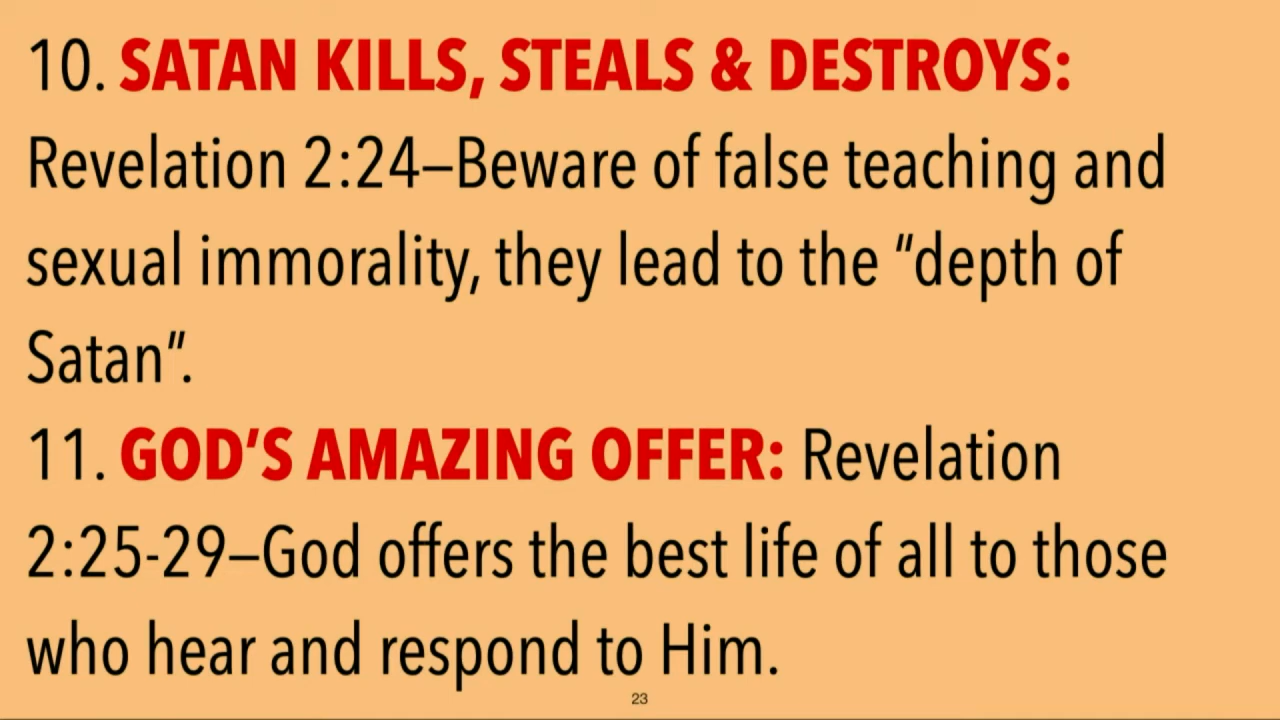 10. SATAN KILLS, STEALS & DESTROYS:
Revelation 2:24–Beware of false teaching and
sexual immorality, they lead to the “depth of
Satan”.
11. GOD’S AMAZING OFFER: Revelation
2:25-29–God offers the best life of all to those
who hear and respond to Him.
23